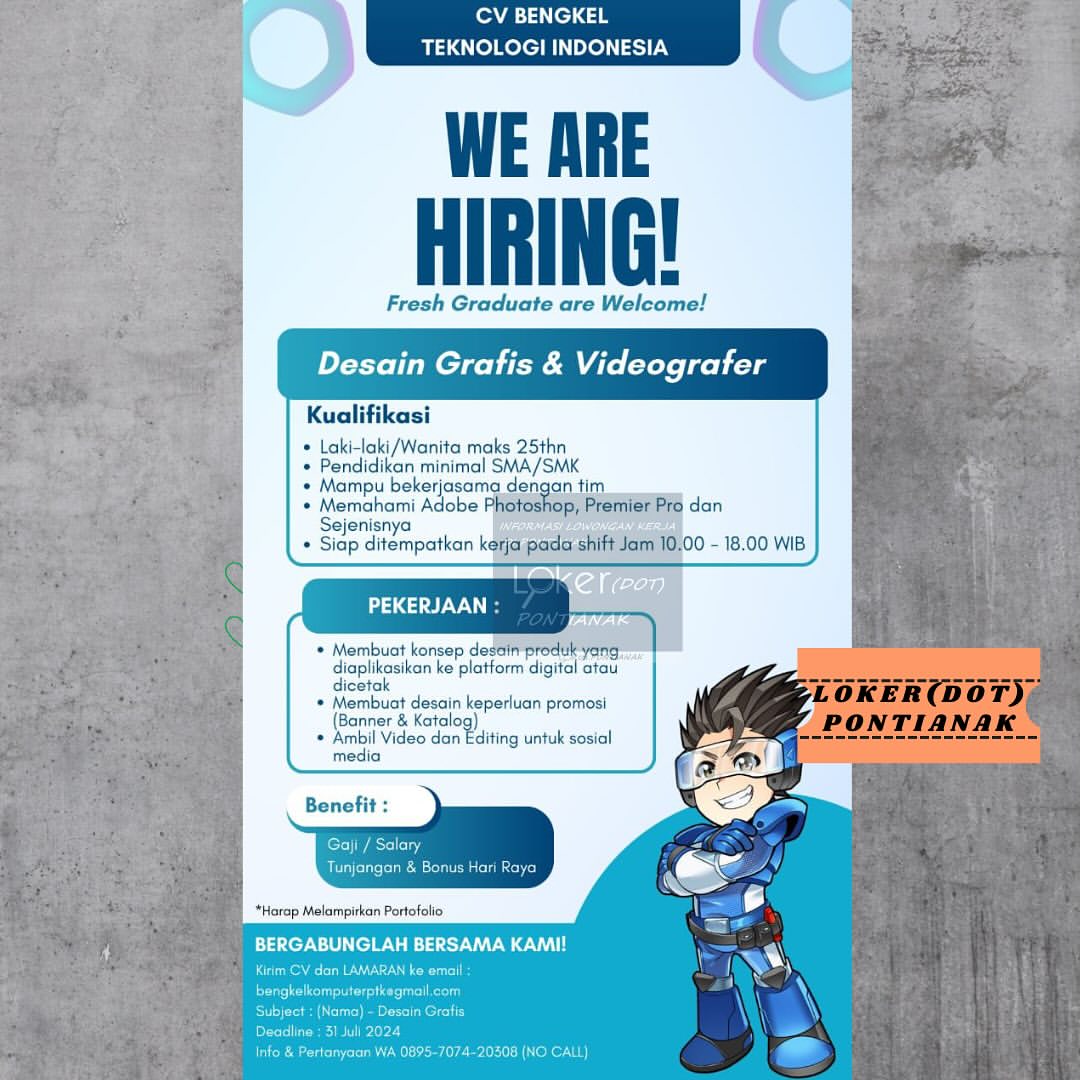 CV BENGKEL
TEKNOLOGI INDONESIA
WE ARE
HIRING!
Fresh Graduate are Welcome!
Desain Grafis & Videografer
Kualifikasi
• Laki-laki/Wanita maks 25thn
• Pendidikan minimal SMA/SMK
• Mampu bekerjasama dengan tim
• Memahami Adobe Photoshop, Premier Pro dan
Sejenisnya
• Siap ditempatkan kerja pada shift Jam 10.00 - 18.00 WIB
INFORMASI LOWONGAN KERJA
Loker(DOT)
PONTIANAK
PEKERJAAN :
• Membuat konsep desain produk yang
diaplikasikan ke platform digital atau
dicetak
• Membuat desain keperluan promosi
(Banner & Katalog)
• Ambil Video dan Editing untuk sosial
media
LOKER(DOT)
PONTIANAK
Benefit :
Gaji / Salary
Tunjangan & Bonus Hari Raya
*Harap Melampirkan Portofolio
BERGABUNGLAH BERSAMA KAMI!
Kirim CV dan LAMARAN ke email :
bengkelkomputerptk@gmail.com
Subject : (Nama) - Desain Grafis
Deadline : 31 Juli 2024
Info & Pertanyaan WA 0895-7074-20308 (NO CALL)